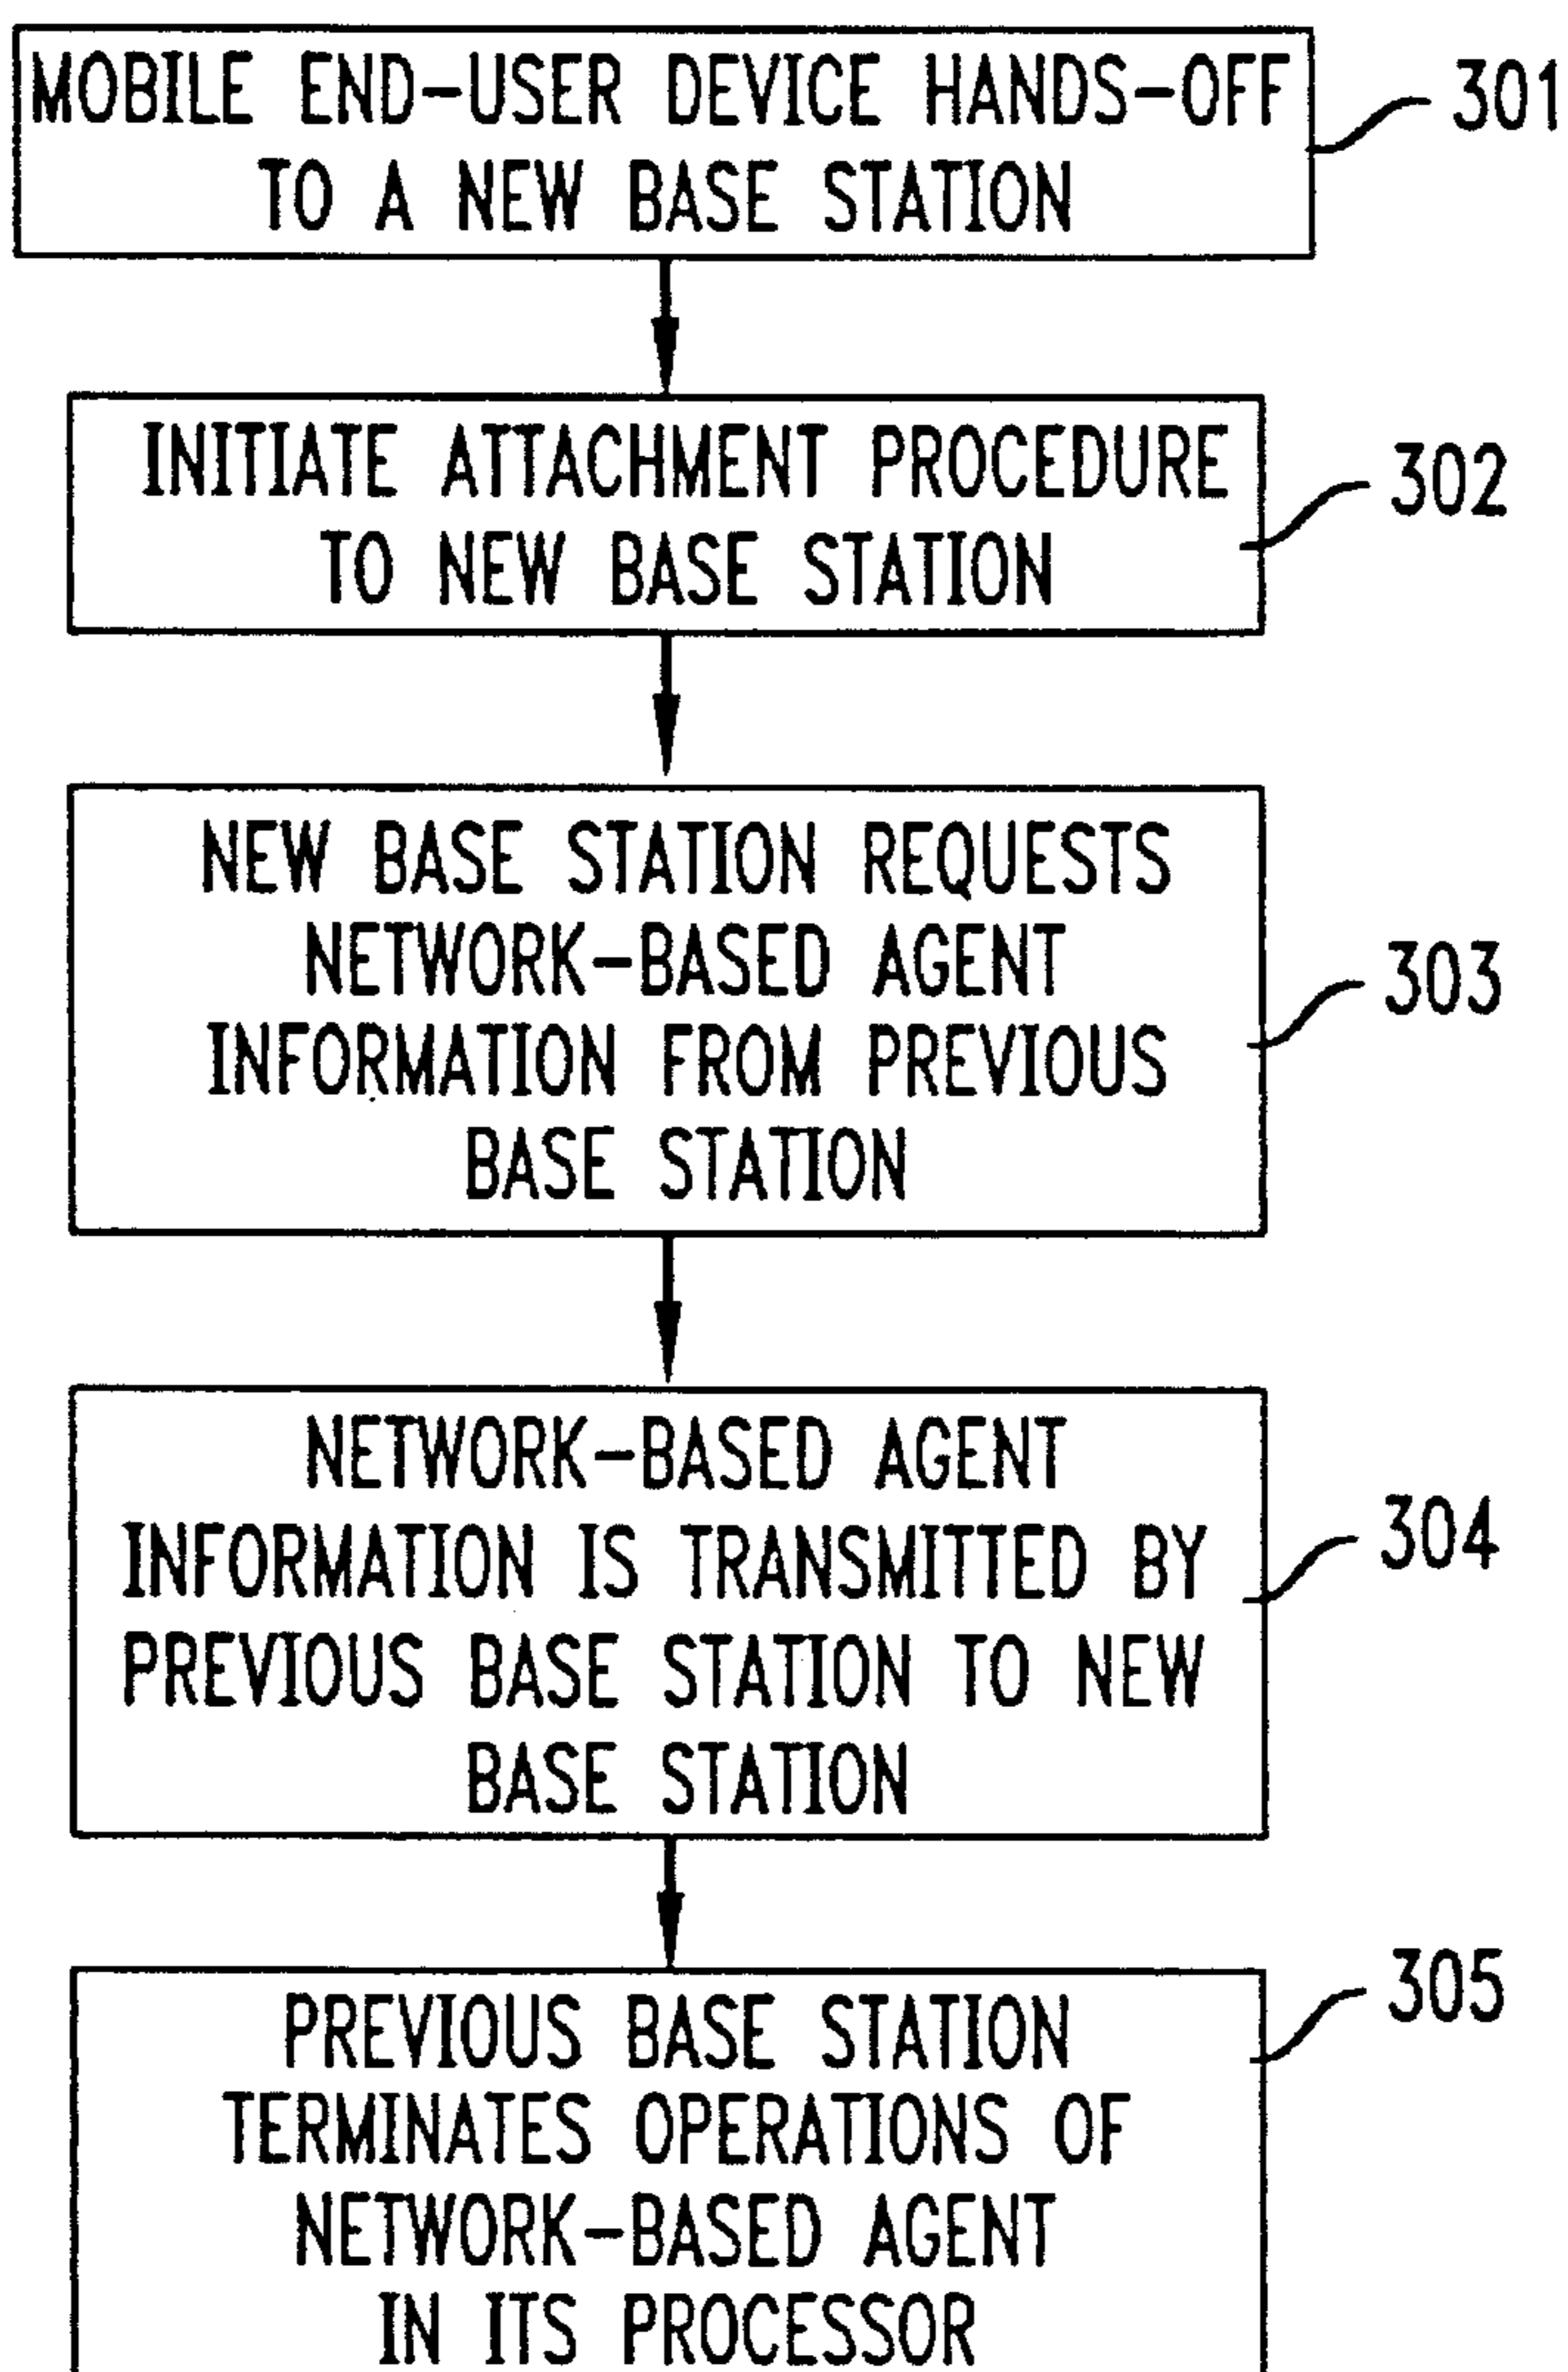 MOBILE END-USER DEVICE HANDS-OFF
TO A NEW BASE STATION
301
INITIATE ATTACHMENT PROCEDURE
TO NEW BASE STATION
302
NEW BASE STATION REQUESTS
NETWORK-BASED AGENT
INFORMATION FROM PREVIOUS
BASE STATION
303
NETWORK-BASED AGENT
INFORMATION IS TRANSMITTED BY
PREVIOUS BASE STATION TO NEW
BASE STATION
304
PREVIOUS BASE STATION
TERMINATES OPERATIONS OF
NETWORK-BASED AGENT
IN ITS PROCESSOR
305